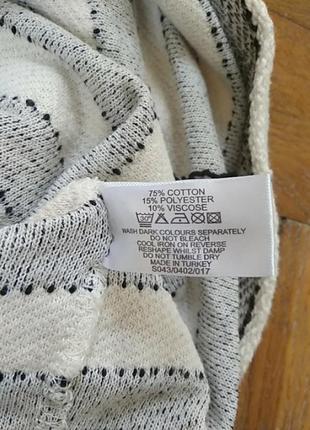 75% COTTON
15% POLYESTER
10% VISCOSE
30°
WASH DARK COLOURS SEPARATELY
DO NOT BLEACH
COOL IRON ON REVERSE
RESHAPE WHILST DAMP
DO NOT TUMBLE DRY
MADE IN TURKEY
S043/0402/017